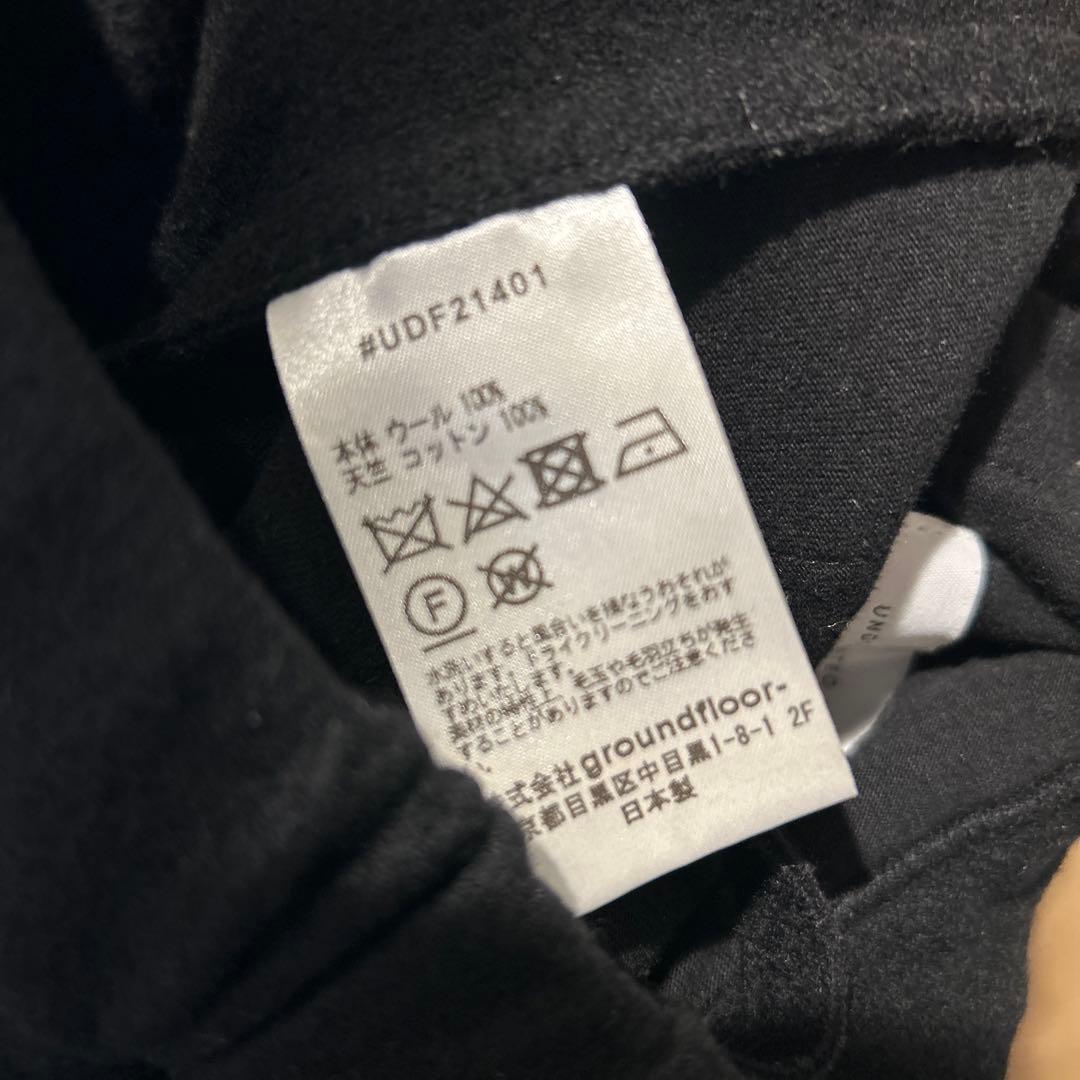 #UDF21401
本体 ウール 100%
天竺 コットン 100%
F
W
水洗いすると風合いを損なうおそれが
あります。ドライクリーニングをおす
すめいたします。毛玉や毛羽立ちが発生
素材の特性上
することがありますのでご注意くださ
い。
式会社groundfloor-
京都目黒区中目黒1-8-1 2F
日本製